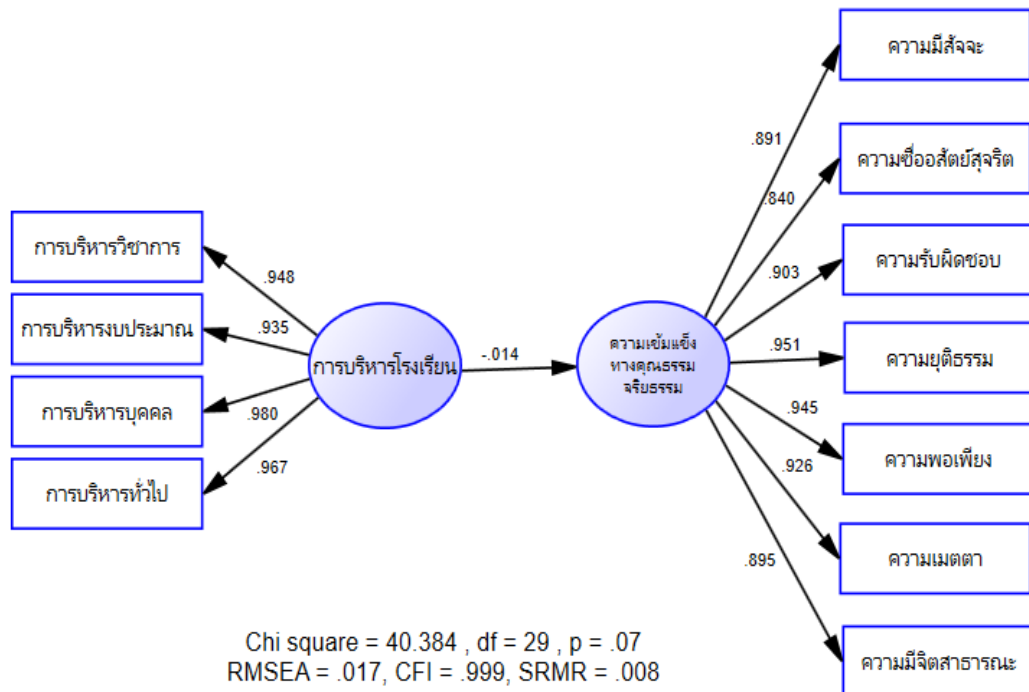 ความมีสัจจะ
.891
ความซื่ออสัตย์สุจริต
.840
ความรับผิดชอบ
.903
การบริหารวิชาการ
.948
การบริหารงบประมาณ
.935
การบริหารบุคคล
.980
การบริหารทั่วไป
.967
การบริหารโรงเรียน
-.014
ความเข้มแข็ง
ทางคุณธรรม
จริยธรรม
.951
ความยุติธรรม
.945
ความพอเพียง
.926
ความเมตตา
.895
ความมีจิตสาธารณะ
Chi square = 40.384 , df = 29 , p = .07
RMSEA = .017, CFI = .999, SRMR = .008